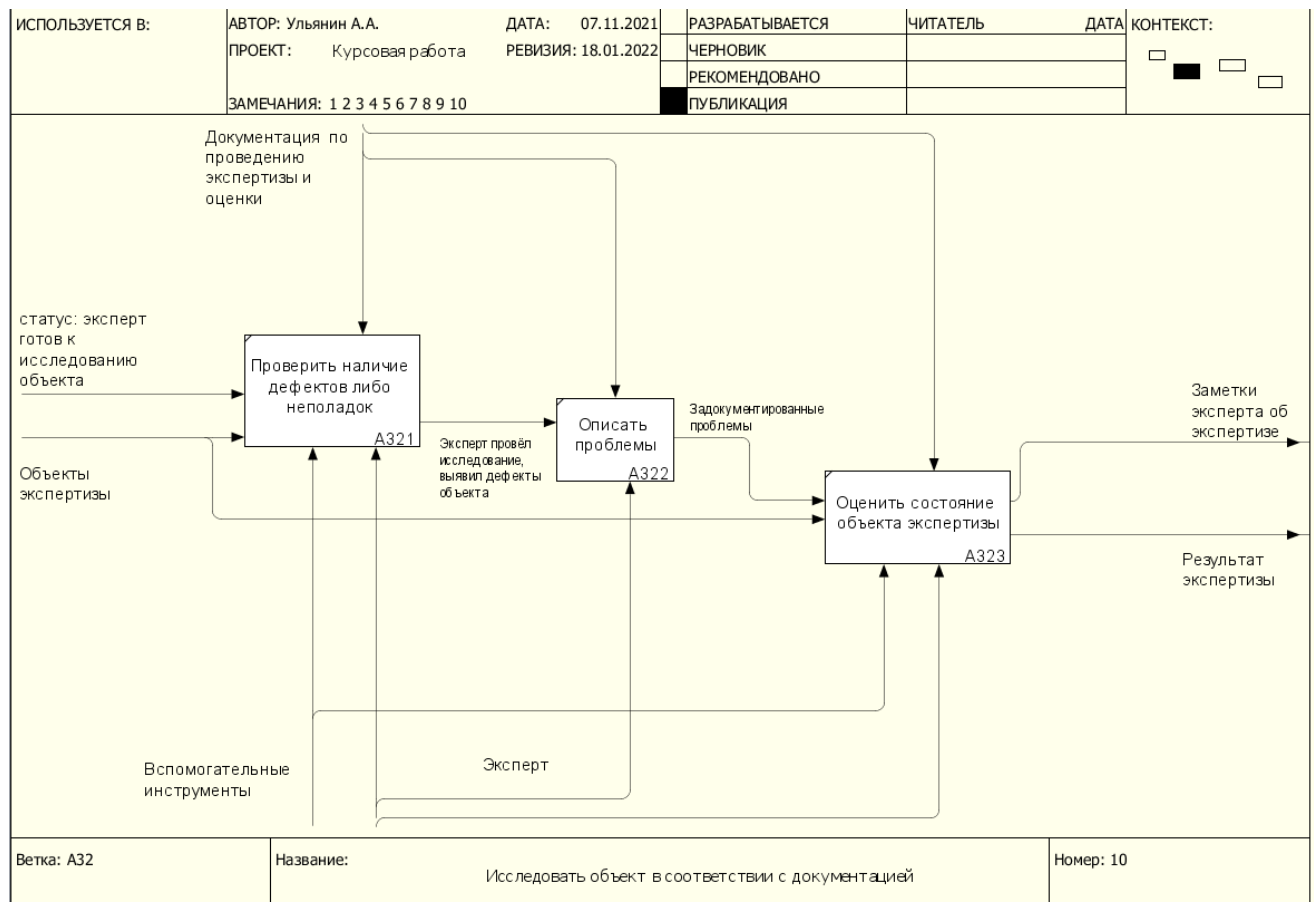 ИСПОЛЬЗУЕТСЯ В:
АВТОР: Ульянин А.А.
ДАТА: 07.11.2021
ПРОЕКТ: Курсовая работа
РЕВИЗИЯ: 18.01.2022
ЗАМЕЧАНИЯ: 1 2 3 4 5 6 7 8 9 10
РАЗРАБАТЫВАЕТСЯ
ЧЕРНОВИК
РЕКОМЕНДОВАНО
ПУБЛИКАЦИЯ
ЧИТАТЕЛЬ
ДАТА
КОНТЕКСТ:
Документация по
проведению
экспертизы и
оценки
статус: эксперт
готов к
исследованию
объекта
Объекты
экспертизы
Проверить наличие
дефектов либо
неполадок
A321
Эксперт провёл
исследование,
выявил дефекты
объекта
Описать
проблемы
A322
Задокументированные
проблемы
Оценить состояние
объекта экспертизы
A323
Заметки
эксперта об
экспертизе
Результат
экспертизы
Вспомогательные
инструменты
Эксперт
Ветка: A32
Название:
Исследовать объект в соответствии с документацией
Номер: 10